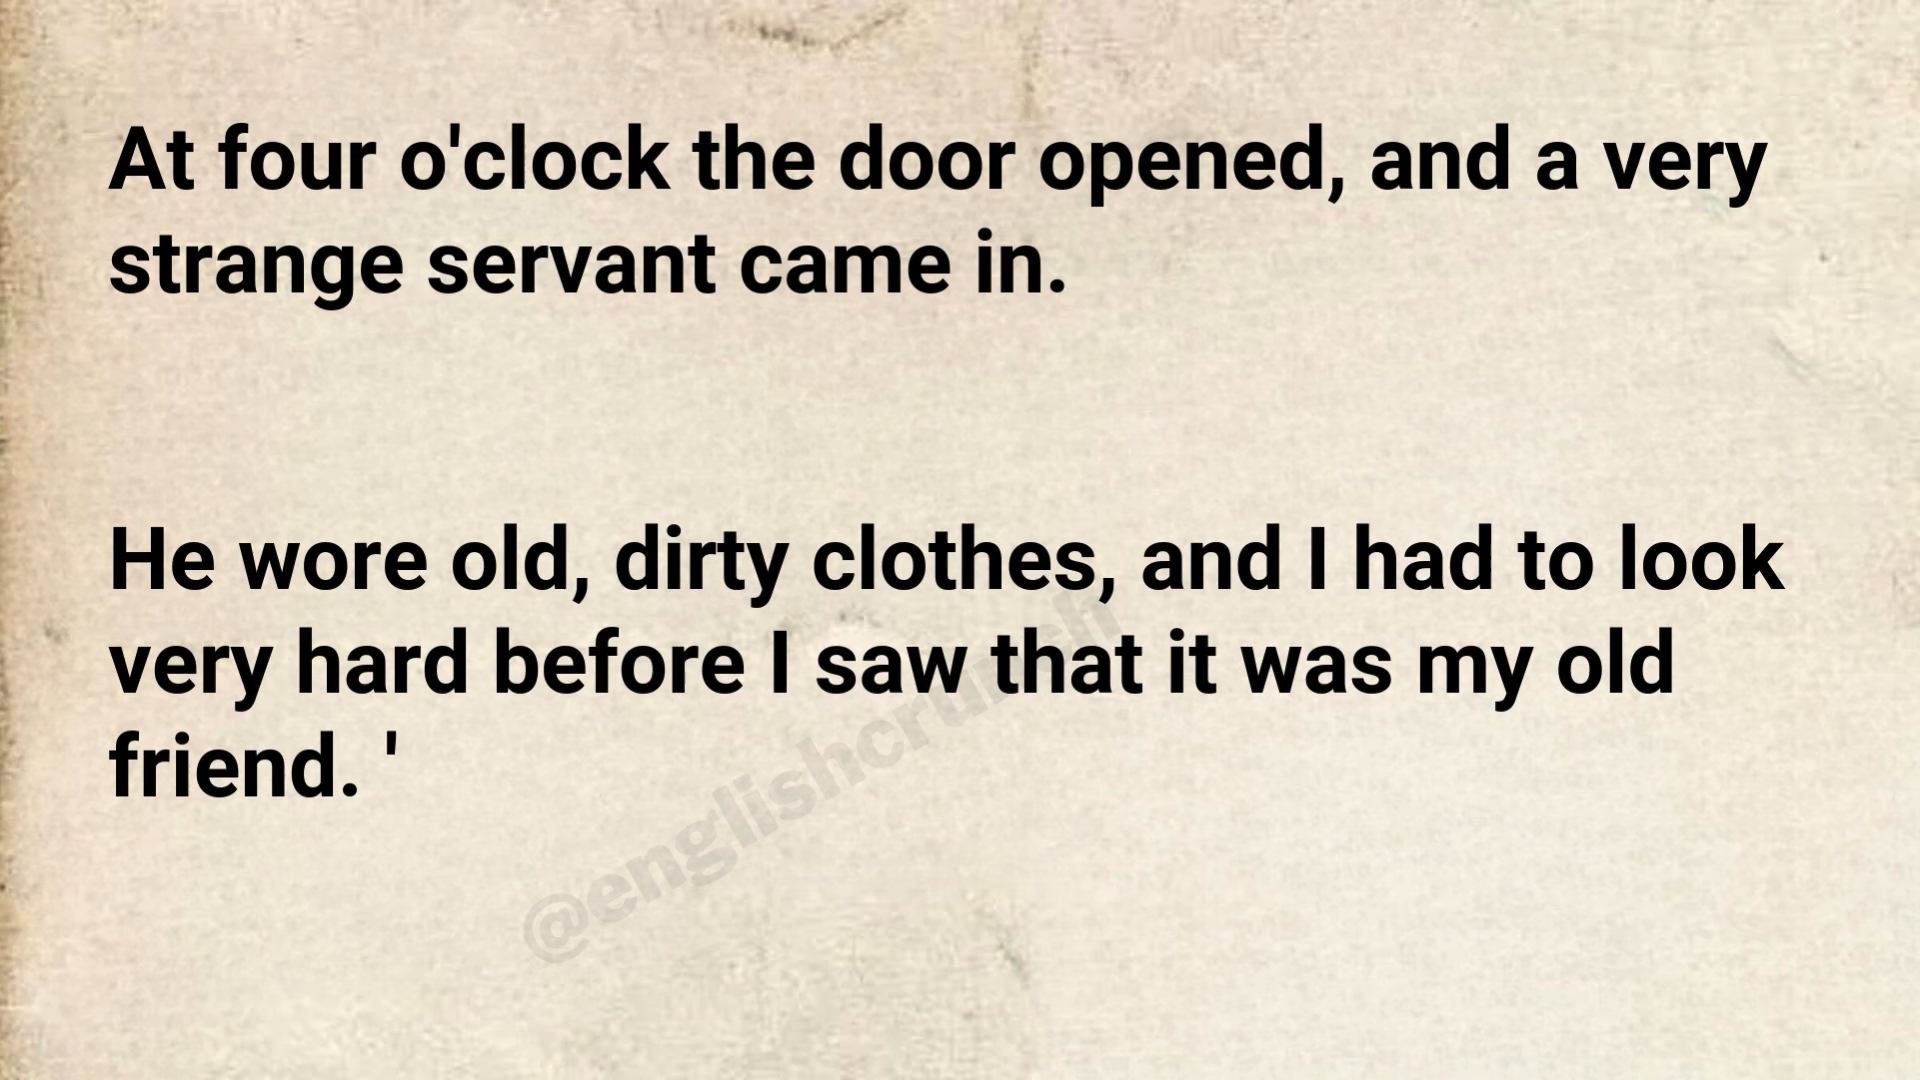 At four o'clock the door opened, and a very
strange servant came in.
He wore old, dirty clothes, and I had to look
very hard before I saw that it was my old
friend. '
@englishcrunch